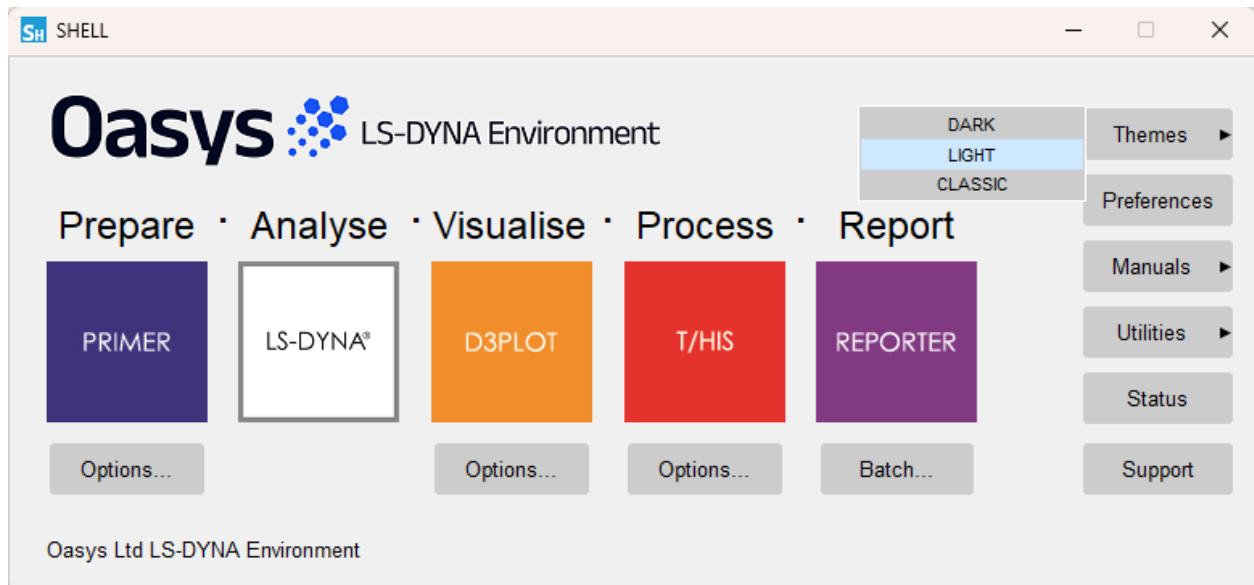 SH SHELL
Oasys LS-DYNA Environment
DARK
LIGHT
CLASSIC
Themes
Preferences
Manuals
Utilities
Status
Support
Prepare · Analyse · Visualise · Process · Report
PRIMER
LS-DYNA®
D3PLOT
T/HIS
REPORTER
Options...
Options...
Options...
Batch...
Oasys Ltd LS-DYNA Environment